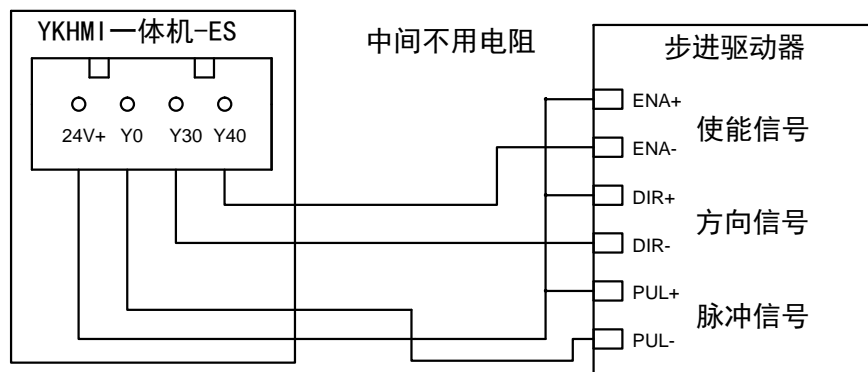 YKHMI一体机-ES
中间不用电阻
步进驱动器
24V+ Y0 Y30 Y40
ENA+
使能信号
ENA-
DIR+
方向信号
DIR-
PUL+
脉冲信号
PUL-